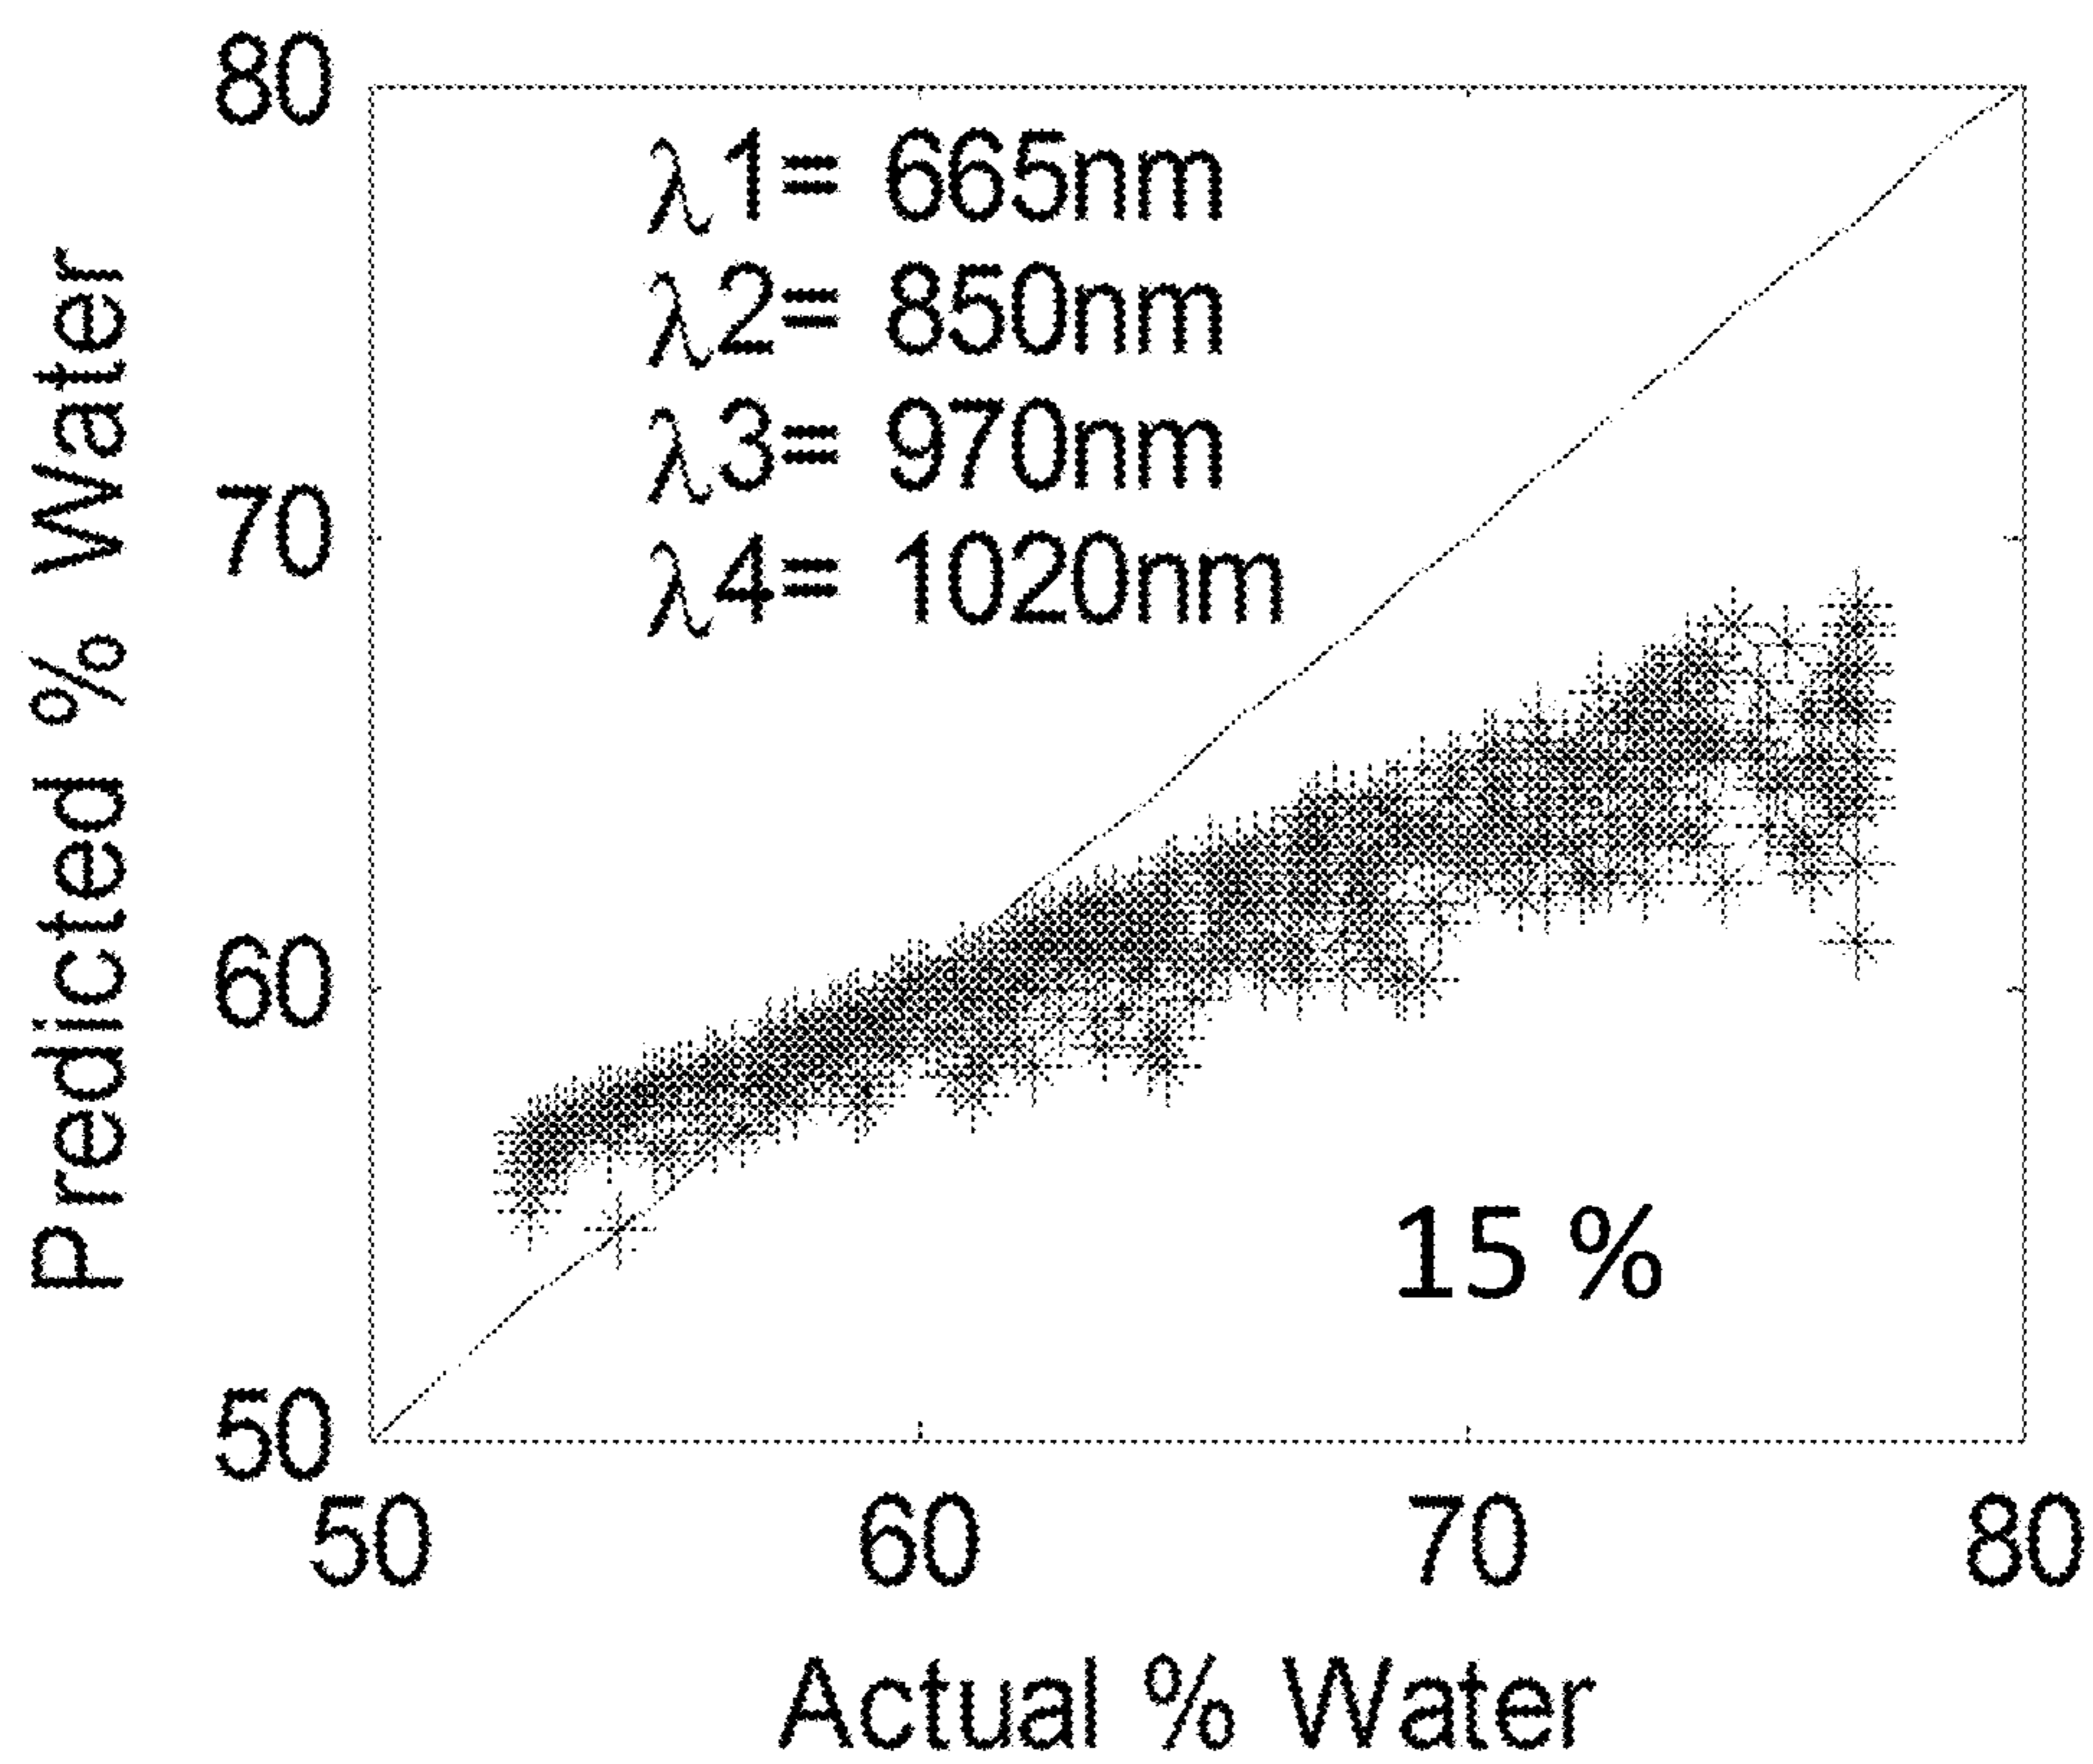 Predicted % Water
80
70
60
50
λ1= 665nm
λ2= 850nm
λ3= 970nm
λ4= 1020nm
15 %
50 60 70 80
Actual % Water